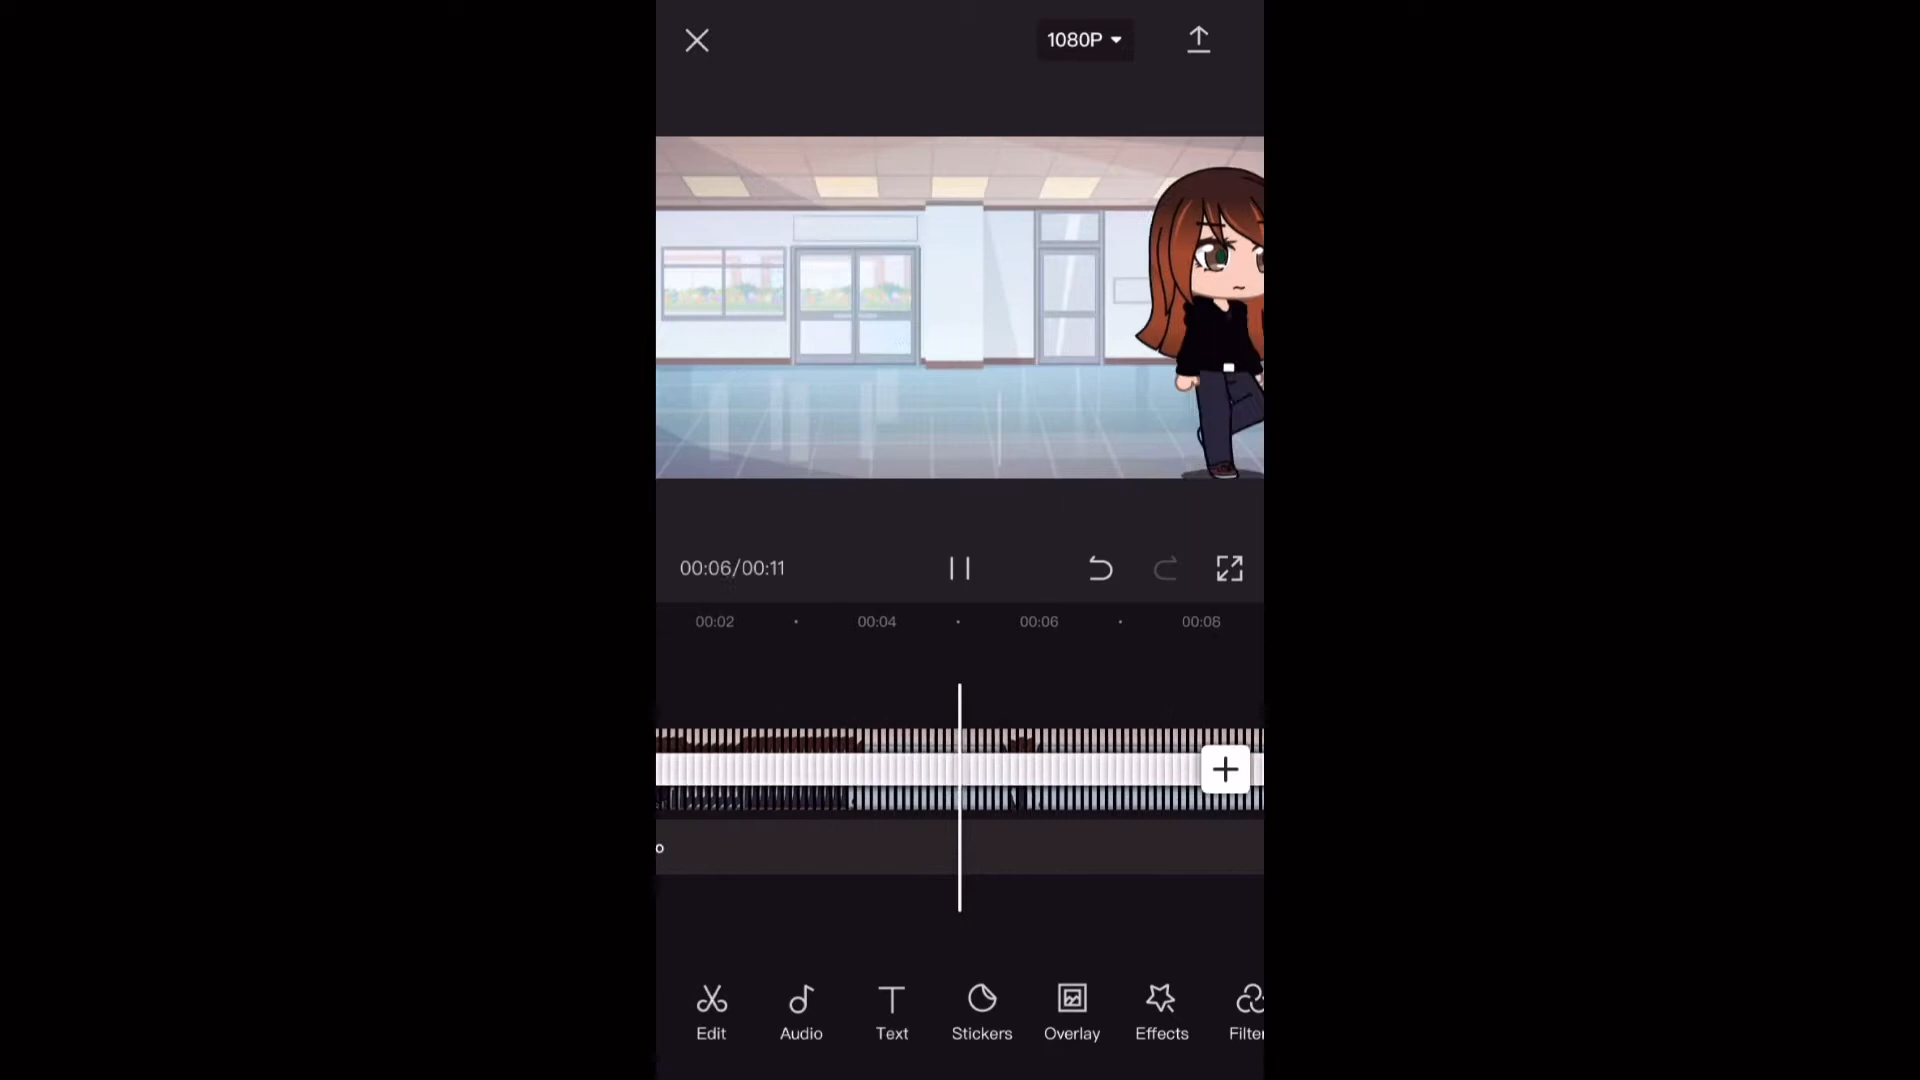 1080P
00:06/00:11
00:02 00:04 00:06 00:08
Edit Audio Text Stickers Overlay Effects Filter